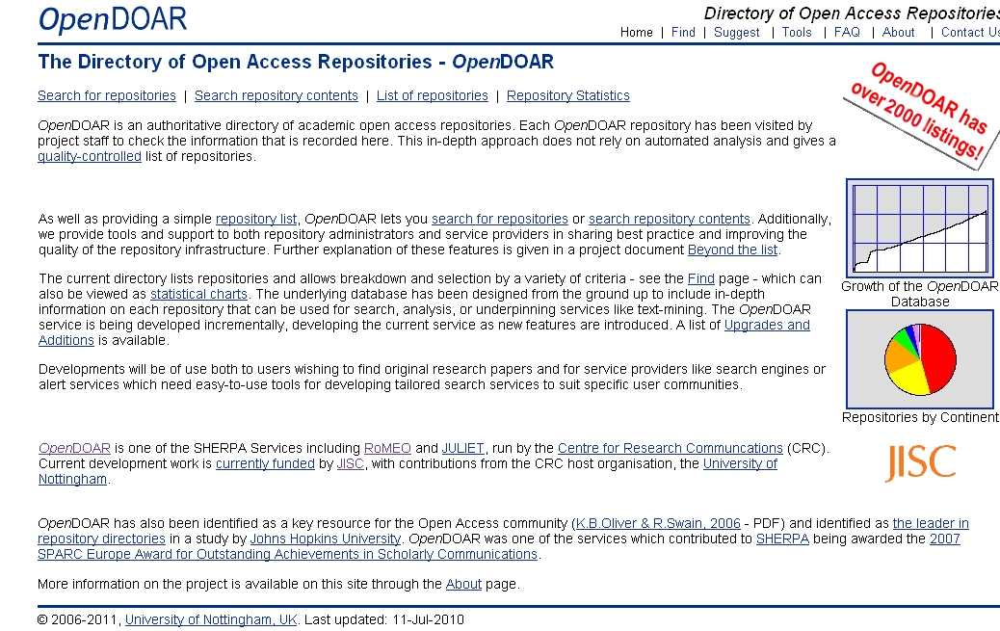 OpenDOAR
Directory of Open Access Repositories
Home | Find | Suggest | Tools | FAQ | About | Contact Us
The Directory of Open Access Repositories - OpenDOAR
OpenDOAR has
over 2000 listings!
Search for repositories | Search repository contents | List of repositories | Repository Statistics
OpenDOAR is an authoritative directory of academic open access repositories. Each OpenDOAR repository has been visited by
project staff to check the information that is recorded here. This in-depth approach does not rely on automated analysis and gives a
quality-controlled list of repositories.
As well as providing a simple repository list, OpenDOAR lets you search for repositories or search repository contents. Additionally,
we provide tools and support to both repository administrators and service providers in sharing best practice and improving the
quality of the repository infrastructure. Further explanation of these features is given in a project document Beyond the list.
The current directory lists repositories and allows breakdown and selection by a variety of criteria - see the Find page - which can
also be viewed as statistical charts. The underlying database has been designed from the ground up to include in-depth
information on each repository that can be used for search, analysis, or underpinning services like text-mining. The OpenDOAR
service is being developed incrementally, developing the current service as new features are introduced. A list of Upgrades and
Additions is available.
Growth of the OpenDOAR
Database
Developments will be of use both to users wishing to find original research papers and for service providers like search engines or
alert services which need easy-to-use tools for developing tailored search services to suit specific user communities.
Repositories by Continent
OpenDOAR is one of the SHERPA Services including RoMEO and JULIET, run by the Centre for Research Communcations (CRC).
Current development work is currently funded by JISC, with contributions from the CRC host organisation, the University of
Nottingham.
JISC
OpenDOAR has also been identified as a key resource for the Open Access community (K.B.Oliver & R.Swain, 2006 - PDF) and identified as the leader in
repository directories in a study by Johns Hopkins University. OpenDOAR was one of the services which contributed to SHERPA being awarded the 2007
SPARC Europe Award for Outstanding Achievements in Scholarly Communications.
More information on the project is available on this site through the About page.
© 2006-2011, University of Nottingham, UK. Last updated: 11-Jul-2010